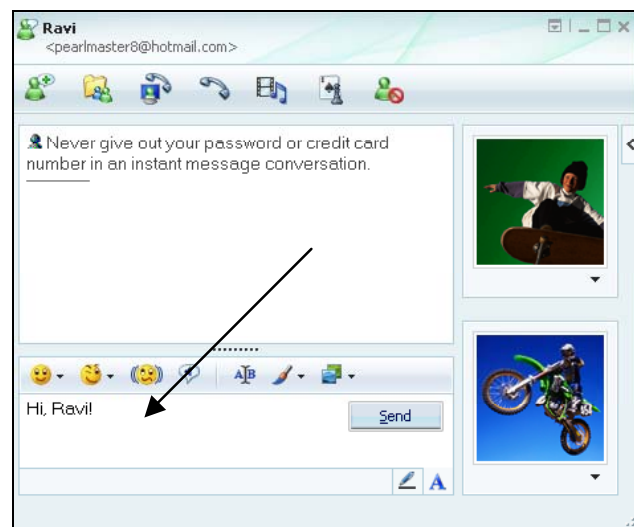 Ravi
<pearlmaster8@hotmail.com>
Never give out your password or credit card
number in an instant message conversation.
AB
Hi, Ravi!
Send
A